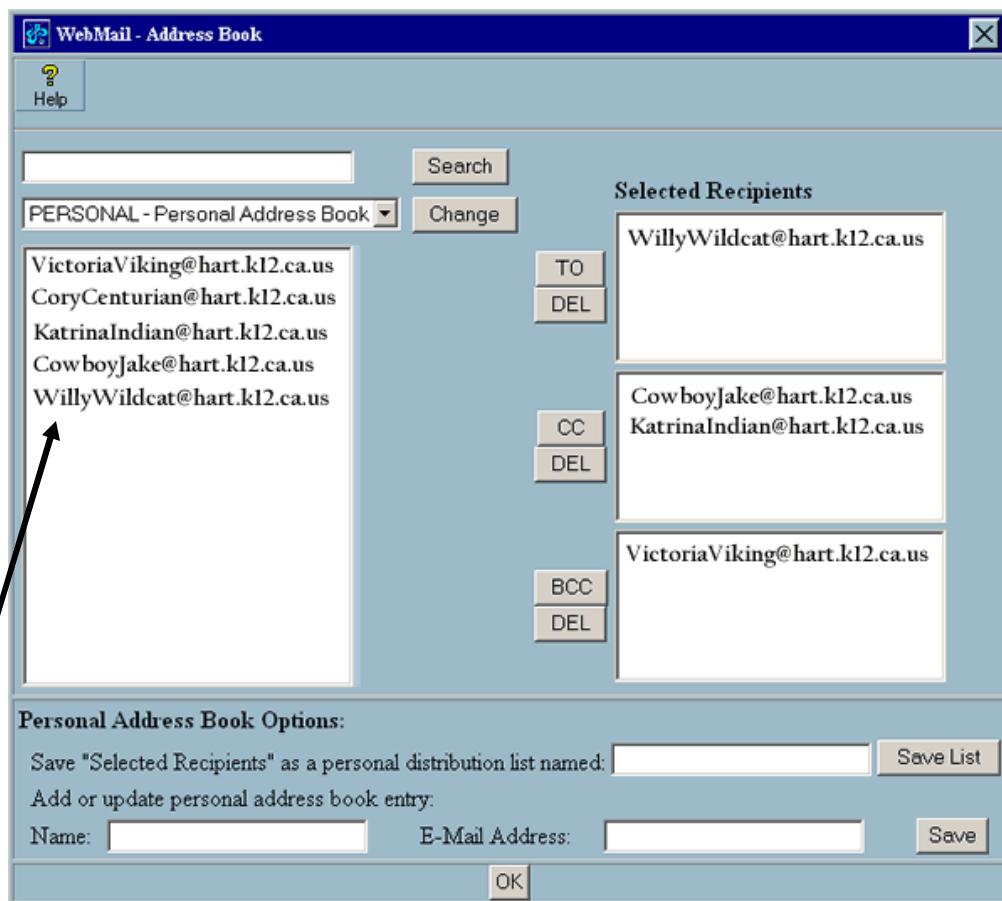 WebMail - Address Book
Help
Search
PERSONAL - Personal Address Book
Change
VictoriaViking@hart.k12.ca.us
CoryCenturian@hart.k12.ca.us
KatrinaIndian@hart.k12.ca.us
CowboyJake@hart.k12.ca.us
WillyWildcat@hart.k12.ca.us
Selected Recipients
TO
DEL
WillyWildcat@hart.k12.ca.us
CC
DEL
CowboyJake@hart.k12.ca.us
KatrinaIndian@hart.k12.ca.us
BCC
DEL
VictoriaViking@hart.k12.ca.us
Personal Address Book Options:
Save "Selected Recipients" as a personal distribution list named: Save List
Add or update personal address book entry:
Name: E-Mail Address: Save
OK